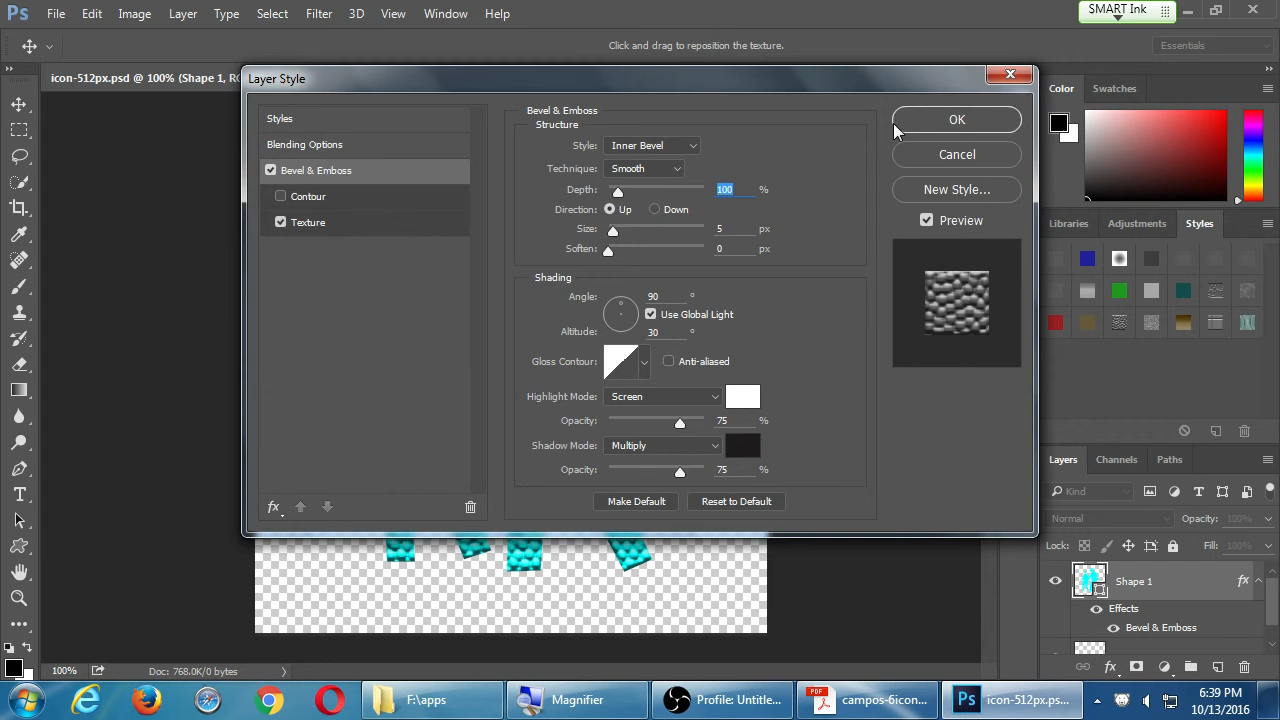 Ps File Edit Image Layer Type Select Filter 3D View Window Help
SMART Ink
Click and drag to reposition the texture.
Essentials
icon-512px.psd @ 100% (Shape 1, R
Layer Style
Styles
Blending Options
Bevel & Emboss
Contour
Texture
fx
Bevel & Emboss
Structure
Style: Inner Bevel
Technique: Smooth
Depth: 100 %
Direction: Up Down
Size: 5 px
Soften: 0 px
Shading
Angle: 90 °
Use Global Light
Altitude: 30 °
Gloss Contour: Anti-aliased
Highlight Mode: Screen
Opacity: 75 %
Shadow Mode: Multiply
Opacity: 75 %
Make Default Reset to Default
OK
Cancel
New Style...
Preview
Color Swatches
Libraries Adjustments Styles
Layers Channels Paths
Kind
Normal Opacity: 100%
Lock: Fill: 100%
Shape 1 fx
Effects
Bevel & Emboss
fx
100% Doc: 768.0K/0 bytes
F:\apps Magnifier Profile: Untitle... campos-6icon... Ps icon-512px.ps...
6:39 PM
10/13/2016